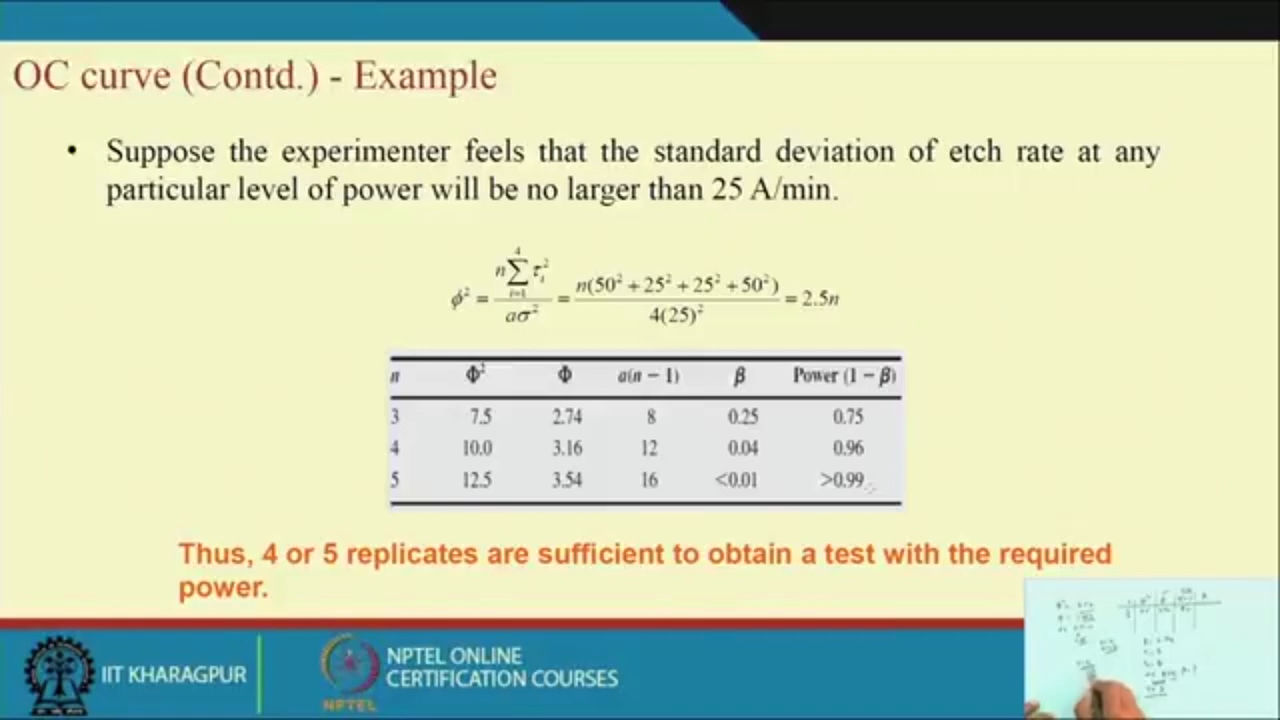 OC curve (Contd.) - Example
• Suppose the experimenter feels that the standard deviation of etch rate at any
particular level of power will be no larger than 25 A/min.
ϕ² = n∑_{i=1}^{4} τ_i² / aσ² = n(50² + 25² + 25² + 50²) / 4(25)² = 2.5n
n Φ² Φ a(n − 1) β Power (1 − β)
3 7.5 2.74 8 0.25 0.75
4 10.0 3.16 12 0.04 0.96
5 12.5 3.54 16 <0.01 >0.99
Thus, 4 or 5 replicates are sufficient to obtain a test with the required
power.
IIT KHARAGPUR
NPTEL
NPTEL ONLINE
CERTIFICATION COURSES